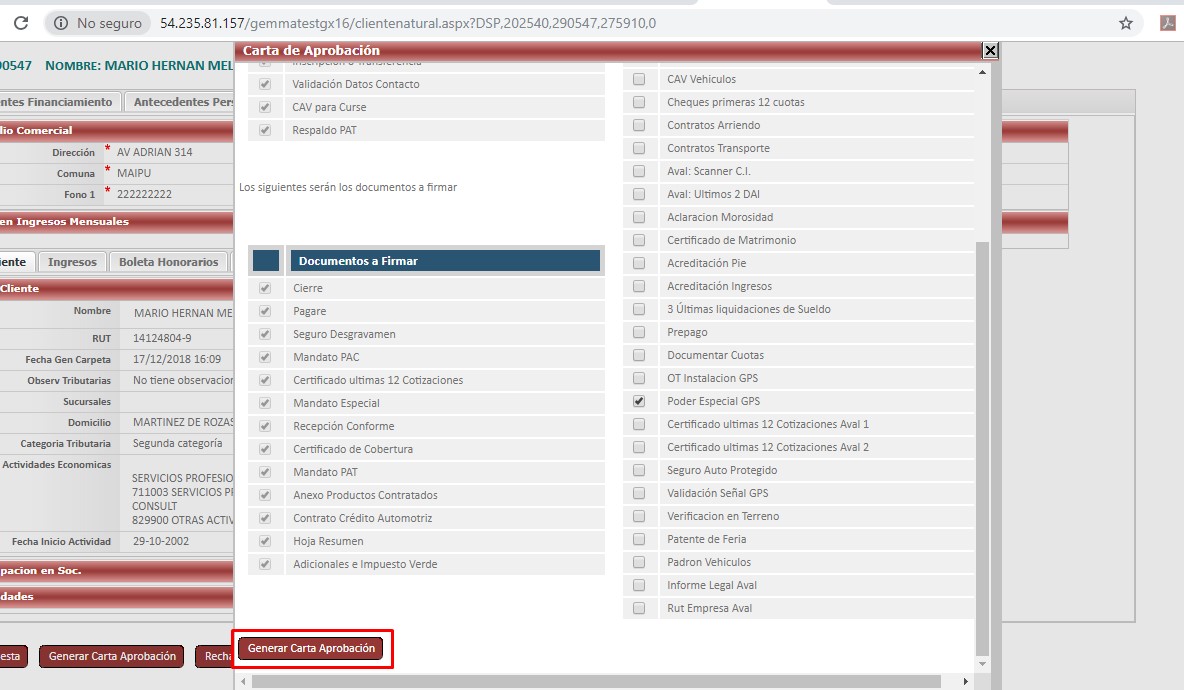 No seguro
54.235.81.157/gemmatestgx16/clientenatural.aspx?DSP,202540,290547,275910,0
Carta de Aprobación
00547 NOMBRE: MARIO HERNAN MEL
ntes Financiamiento
Antecedentes Pers
lio Comercial
Dirección * AV ADRIAN 314
Comuna * MAIPU
Fono 1 * 222222222
en Ingresos Mensuales
iente
Ingresos
Boleta Honorarios
Cliente
Nombre MARIO HERNAN ME
RUT 14124804-9
Fecha Gen Carpeta 17/12/2018 16:09
Observ Tributarias No tiene observacion
Sucursales
Domicilio MARTINEZ DE ROZAS
Categoria Tributaria Segunda categoría
Actividades Economicas
SERVICIOS PROFESIO
711003 SERVICIOS PR
CONSULT
829900 OTRAS ACTIV
Fecha Inicio Actividad 29-10-2002
pacion en Soc.
dades
esta
Generar Carta Aprobación
Recha
Inscripción o Transferencia
Validación Datos Contacto
CAV para Curse
Respaldo PAT
Los siguientes serán los documentos a firmar
Documentos a Firmar
Cierre
Pagare
Seguro Desgravamen
Mandato PAC
Certificado ultimas 12 Cotizaciones
Mandato Especial
Recepción Conforme
Certificado de Cobertura
Mandato PAT
Anexo Productos Contratados
Contrato Crédito Automotriz
Hoja Resumen
Adicionales e Impuesto Verde
Generar Carta Aprobación
CAV Vehiculos
Cheques primeras 12 cuotas
Contratos Arriendo
Contratos Transporte
Aval: Scanner C.I.
Aval: Ultimos 2 DAI
Aclaracion Morosidad
Certificado de Matrimonio
Acreditación Pie
Acreditación Ingresos
3 Últimas liquidaciones de Sueldo
Prepago
Documentar Cuotas
OT Instalacion GPS
Poder Especial GPS
Certificado ultimas 12 Cotizaciones Aval 1
Certificado ultimas 12 Cotizaciones Aval 2
Seguro Auto Protegido
Validación Señal GPS
Verificacion en Terreno
Patente de Feria
Padron Vehiculos
Informe Legal Aval
Rut Empresa Aval